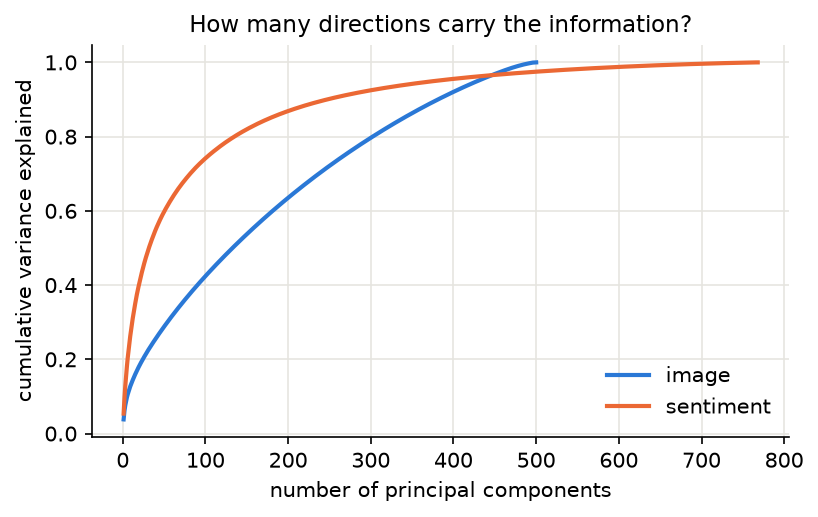 How many directions carry the information?
cumulative variance explained
1.0
0.8
0.6
0.4
0.2
0.0
image
sentiment
0 100 200 300 400 500 600 700 800
number of principal components